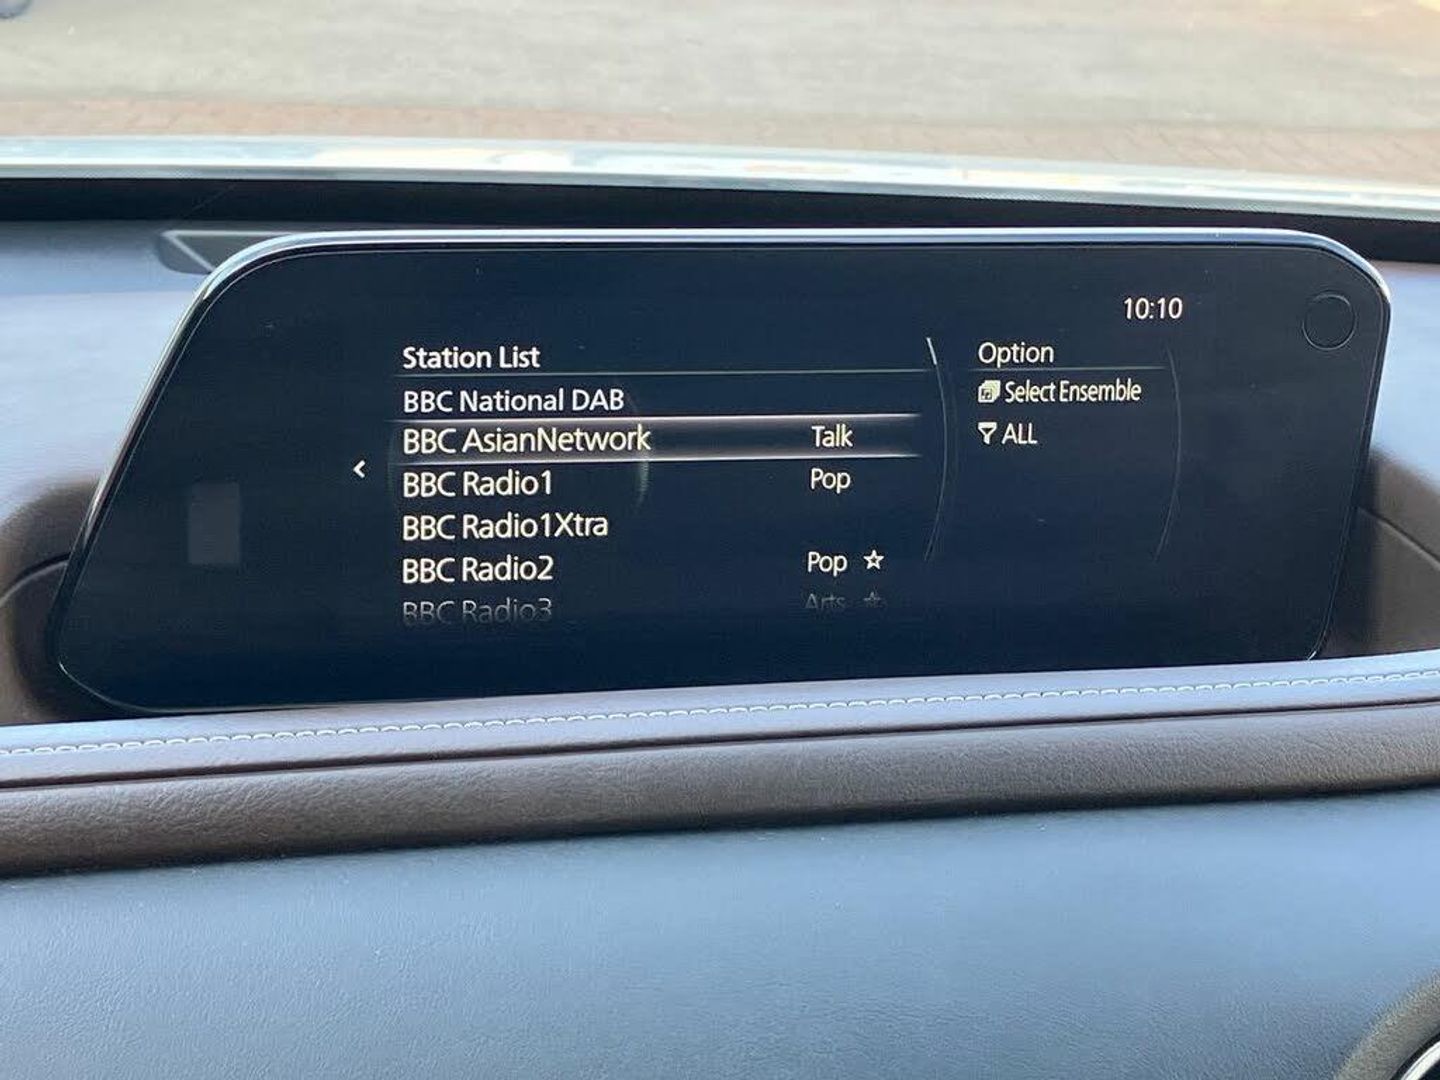 10:10
Station List
BBC National DAB
BBC AsianNetwork Talk
BBC Radio1 Pop
BBC Radio1Xtra
BBC Radio2 Pop
BBC Radio3 Arts
Option
Select Ensemble
ALL